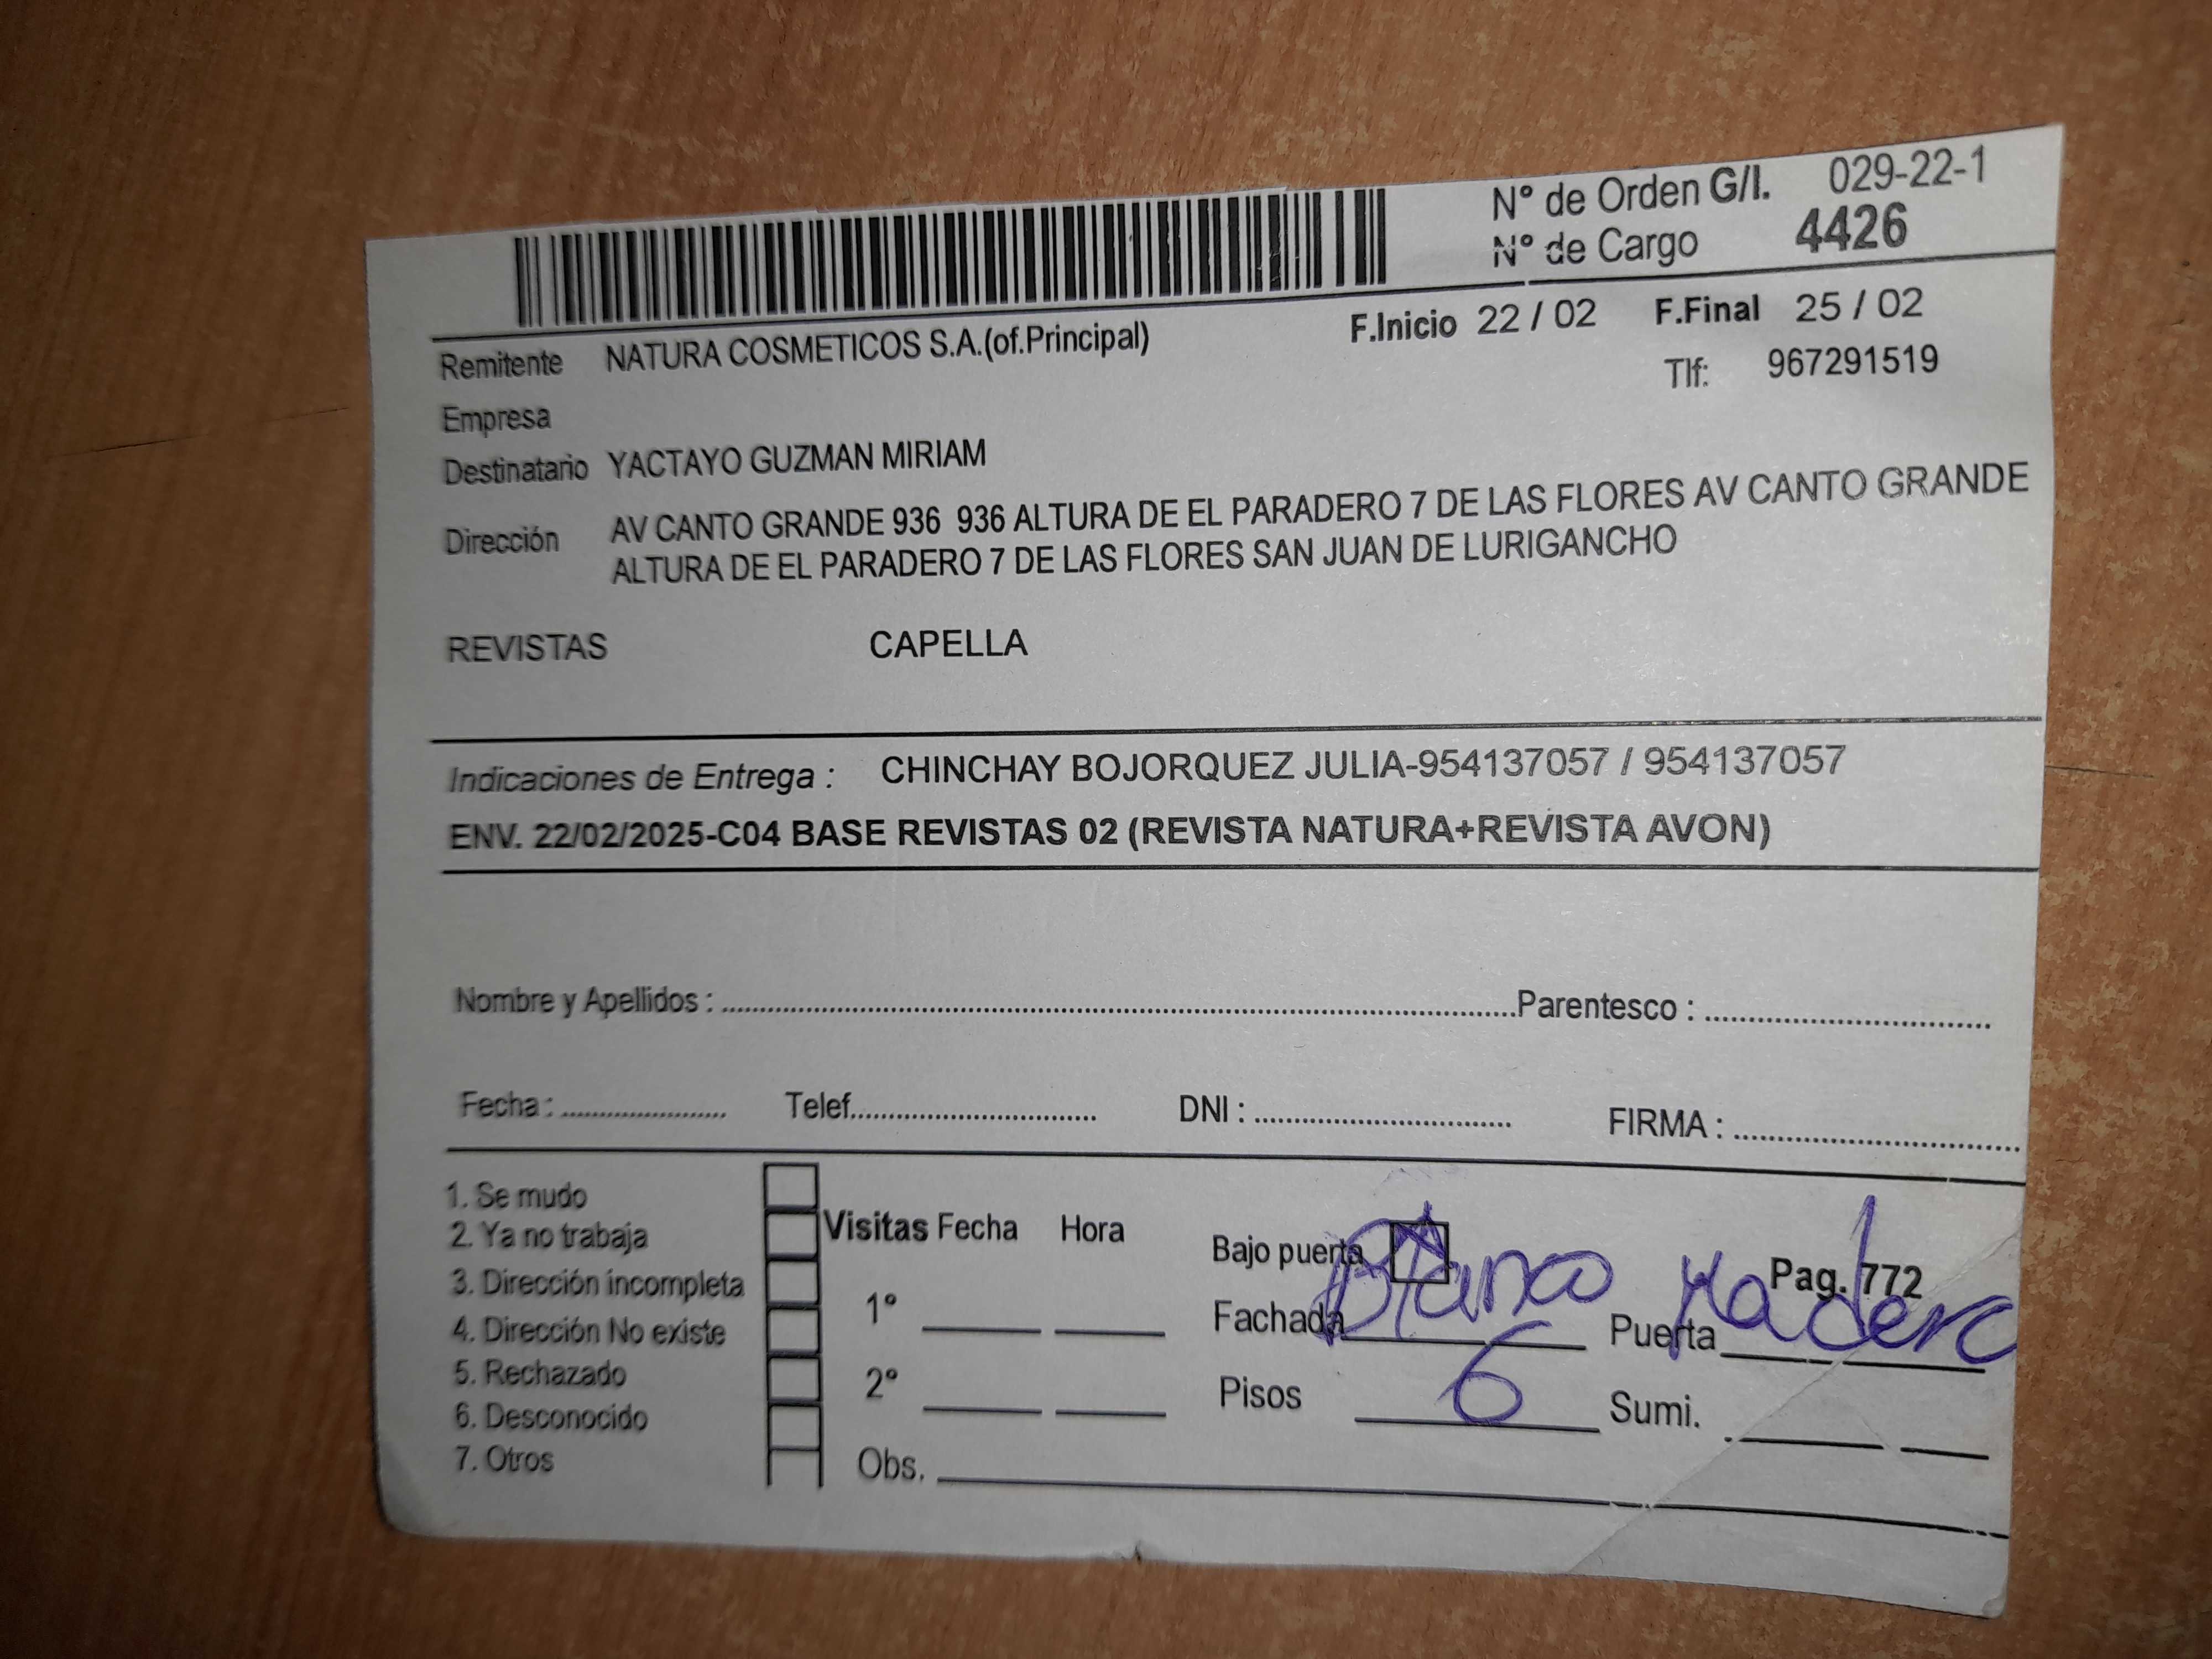 N° de Orden G/I. 029-22-1
N° de Cargo 4426
Remitente NATURA COSMETICOS S.A.(of.Principal) F.Inicio 22 / 02 F.Final 25 / 02
Tlf: 967291519
Empresa
Destinatario YACTAYO GUZMAN MIRIAM
Dirección AV CANTO GRANDE 936 936 ALTURA DE EL PARADERO 7 DE LAS FLORES AV CANTO GRANDE
ALTURA DE EL PARADERO 7 DE LAS FLORES SAN JUAN DE LURIGANCHO
REVISTAS CAPELLA
Indicaciones de Entrega : CHINCHAY BOJORQUEZ JULIA-954137057 / 954137057
ENV. 22/02/2025-C04 BASE REVISTAS 02 (REVISTA NATURA+REVISTA AVON)
Nombre y Apellidos : Parentesco :
Fecha : Telef. DNI : FIRMA :
1. Se mudo
2. Ya no trabaja
3. Dirección incompleta
4. Dirección No existe
5. Rechazado
6. Desconocido
7. Otros
Visitas Fecha Hora
1°
2°
Obs.
Bajo puerta Pag. 772
Fachada Blanco Puerta Madera
Pisos 6 Sumi.